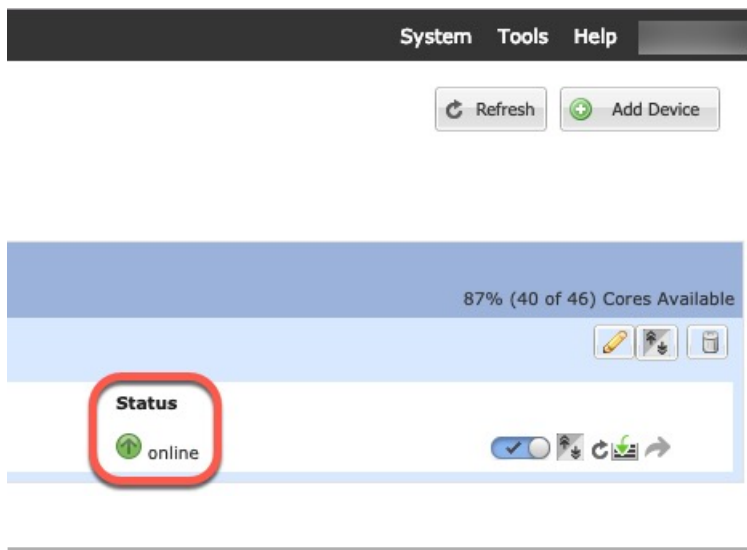 System Tools Help
Refresh Add Device
87% (40 of 46) Cores Available
Status
online